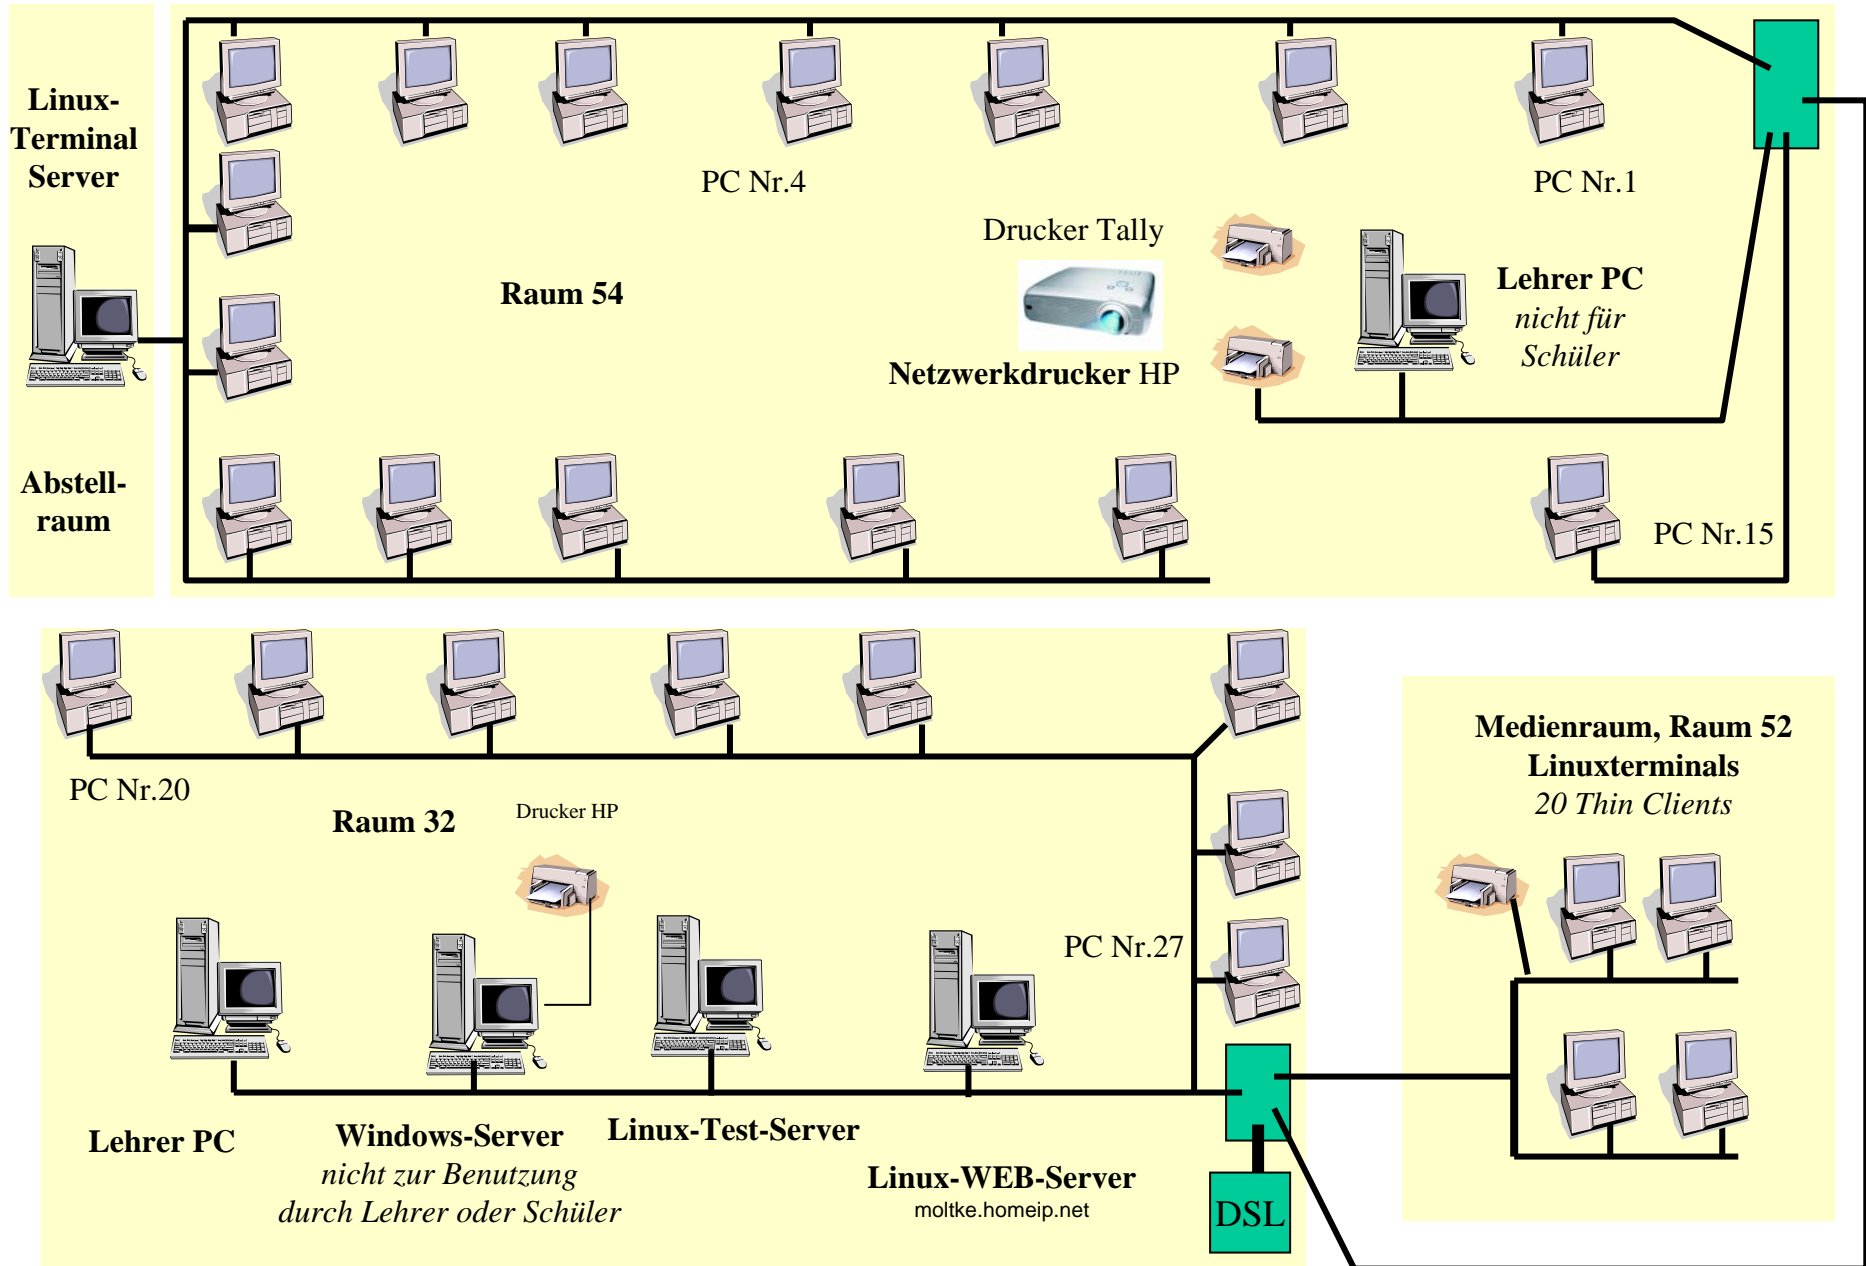 Linux-
Terminal
Server
Abstell-
raum
PC Nr.4
PC Nr.1
Drucker Tally
Raum 54
Netzwerkdrucker HP
Lehrer PC
nicht für
Schüler
PC Nr.15
PC Nr.20
Raum 32
Drucker HP
PC Nr.27
Lehrer PC
Windows-Server
nicht zur Benutzung
durch Lehrer oder Schüler
Linux-Test-Server
Linux-WEB-Server
moltke.homeip.net
DSL
Medienraum, Raum 52
Linuxterminals
20 Thin Clients